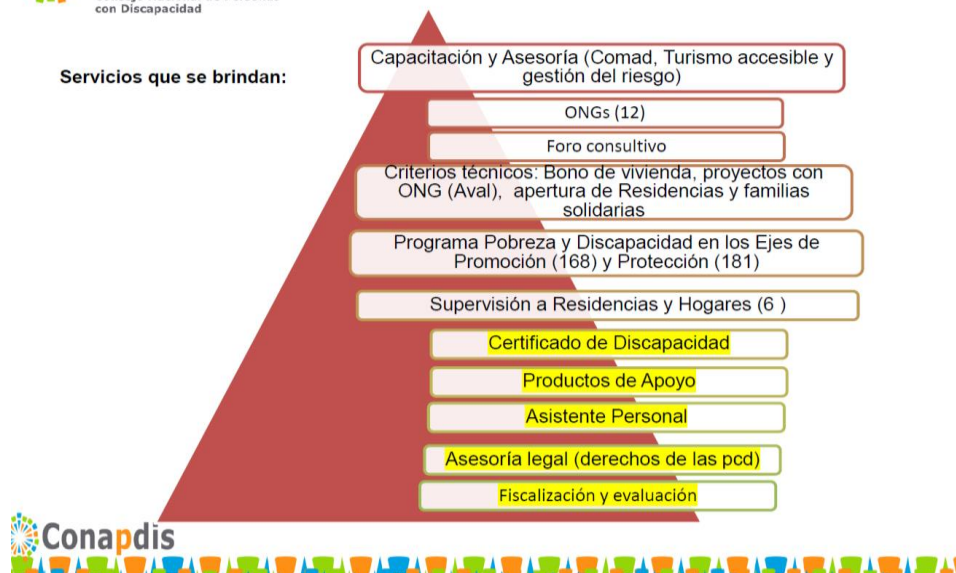 con Discapacidad
Servicios que se brindan:
Capacitación y Asesoría (Comad, Turismo accesible y
gestión del riesgo)
ONGs (12)
Foro consultivo
Criterios técnicos: Bono de vivienda, proyectos con
ONG (Aval),  apertura de Residencias y familias
solidarias
Programa Pobreza y Discapacidad en los Ejes de
Promoción (168) y Protección (181)
Supervisión a Residencias y Hogares (6 )
Certificado de Discapacidad
Productos de Apoyo
Asistente Personal
Asesoría legal (derechos de las pcd)
Fiscalización y evaluación
Conapdis